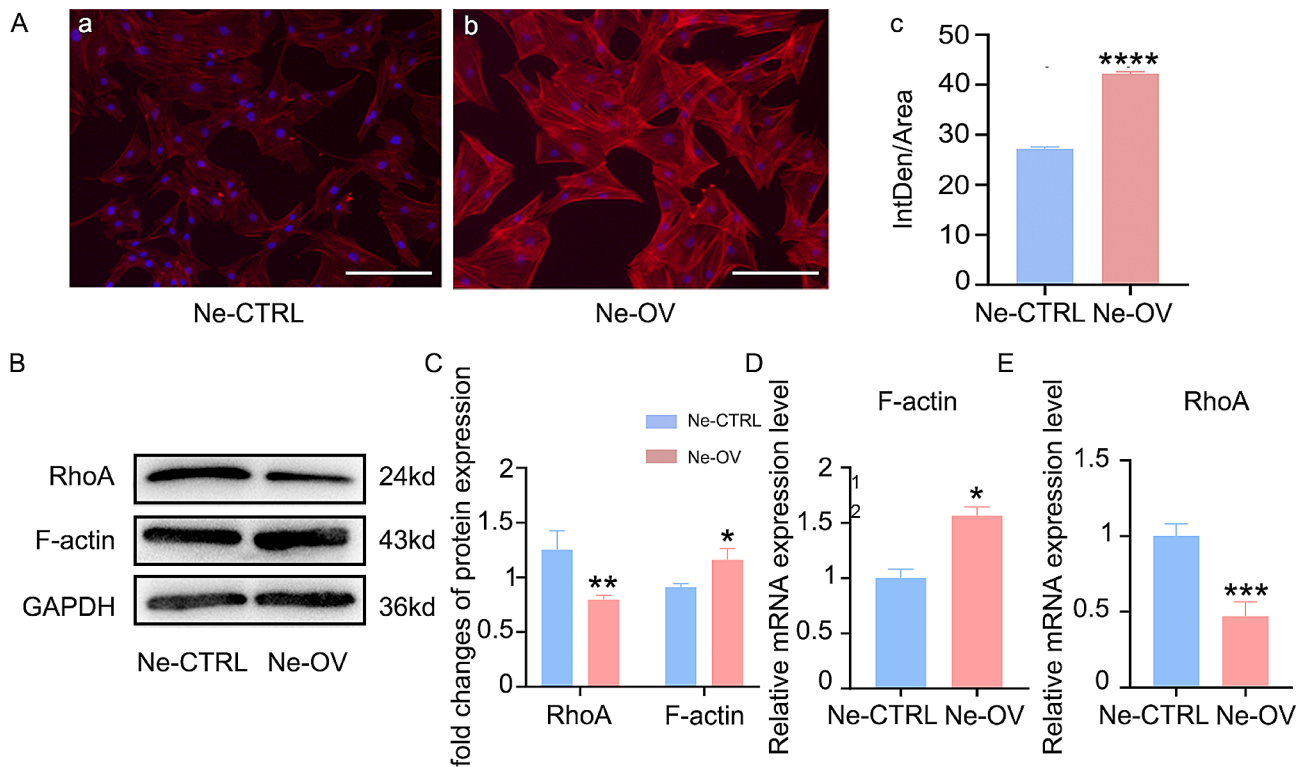 A
a
b
Ne-CTRL
Ne-OV
c
IntDen/Area
50
40
30
20
10
0
****
Ne-CTRL Ne-OV
B
RhoA 24kd
F-actin 43kd
GAPDH 36kd
Ne-CTRL Ne-OV
C
fold changes of protein expression
Ne-CTRL
Ne-OV
2
1.5
1
0.5
0
**
*
RhoA F-actin
D
Relative mRNA expression level
F-actin
2
1.5
1
0.5
0
1
2
*
Ne-CTRL Ne-OV
E
Relative mRNA expression level
RhoA
1.5
1
0.5
0
***
Ne-CTRL Ne-OV